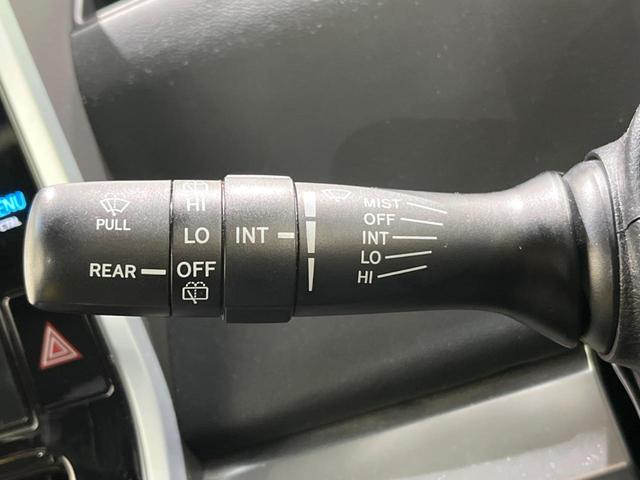 PULL
REAR
HI
LO
OFF
INT
MIST
OFF
INT
LO
HI